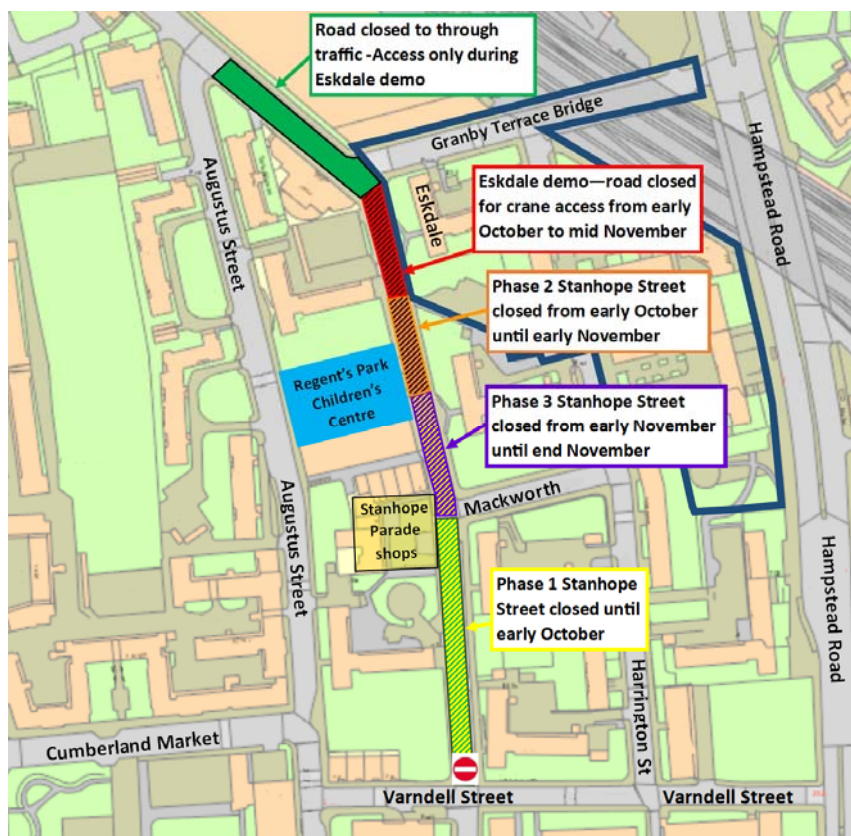 Road closed to through
traffic -Access only during
Eskdale demo
Granby Terrace Bridge
Hampstead Road
Augustus Street
Eskdale
Eskdale demo—road closed
for crane access from early
October to mid November
Phase 2 Stanhope Street
closed from early October
until early November
Regent's Park
Children's
Centre
Phase 3 Stanhope Street
closed from early November
until end November
Mackworth
Augustus Street
Stanhope
Parade
shops
Hampstead Road
Phase 1 Stanhope
Street closed until
early October
Harrington St
Cumberland Market
Varndell Street
Varndell Street